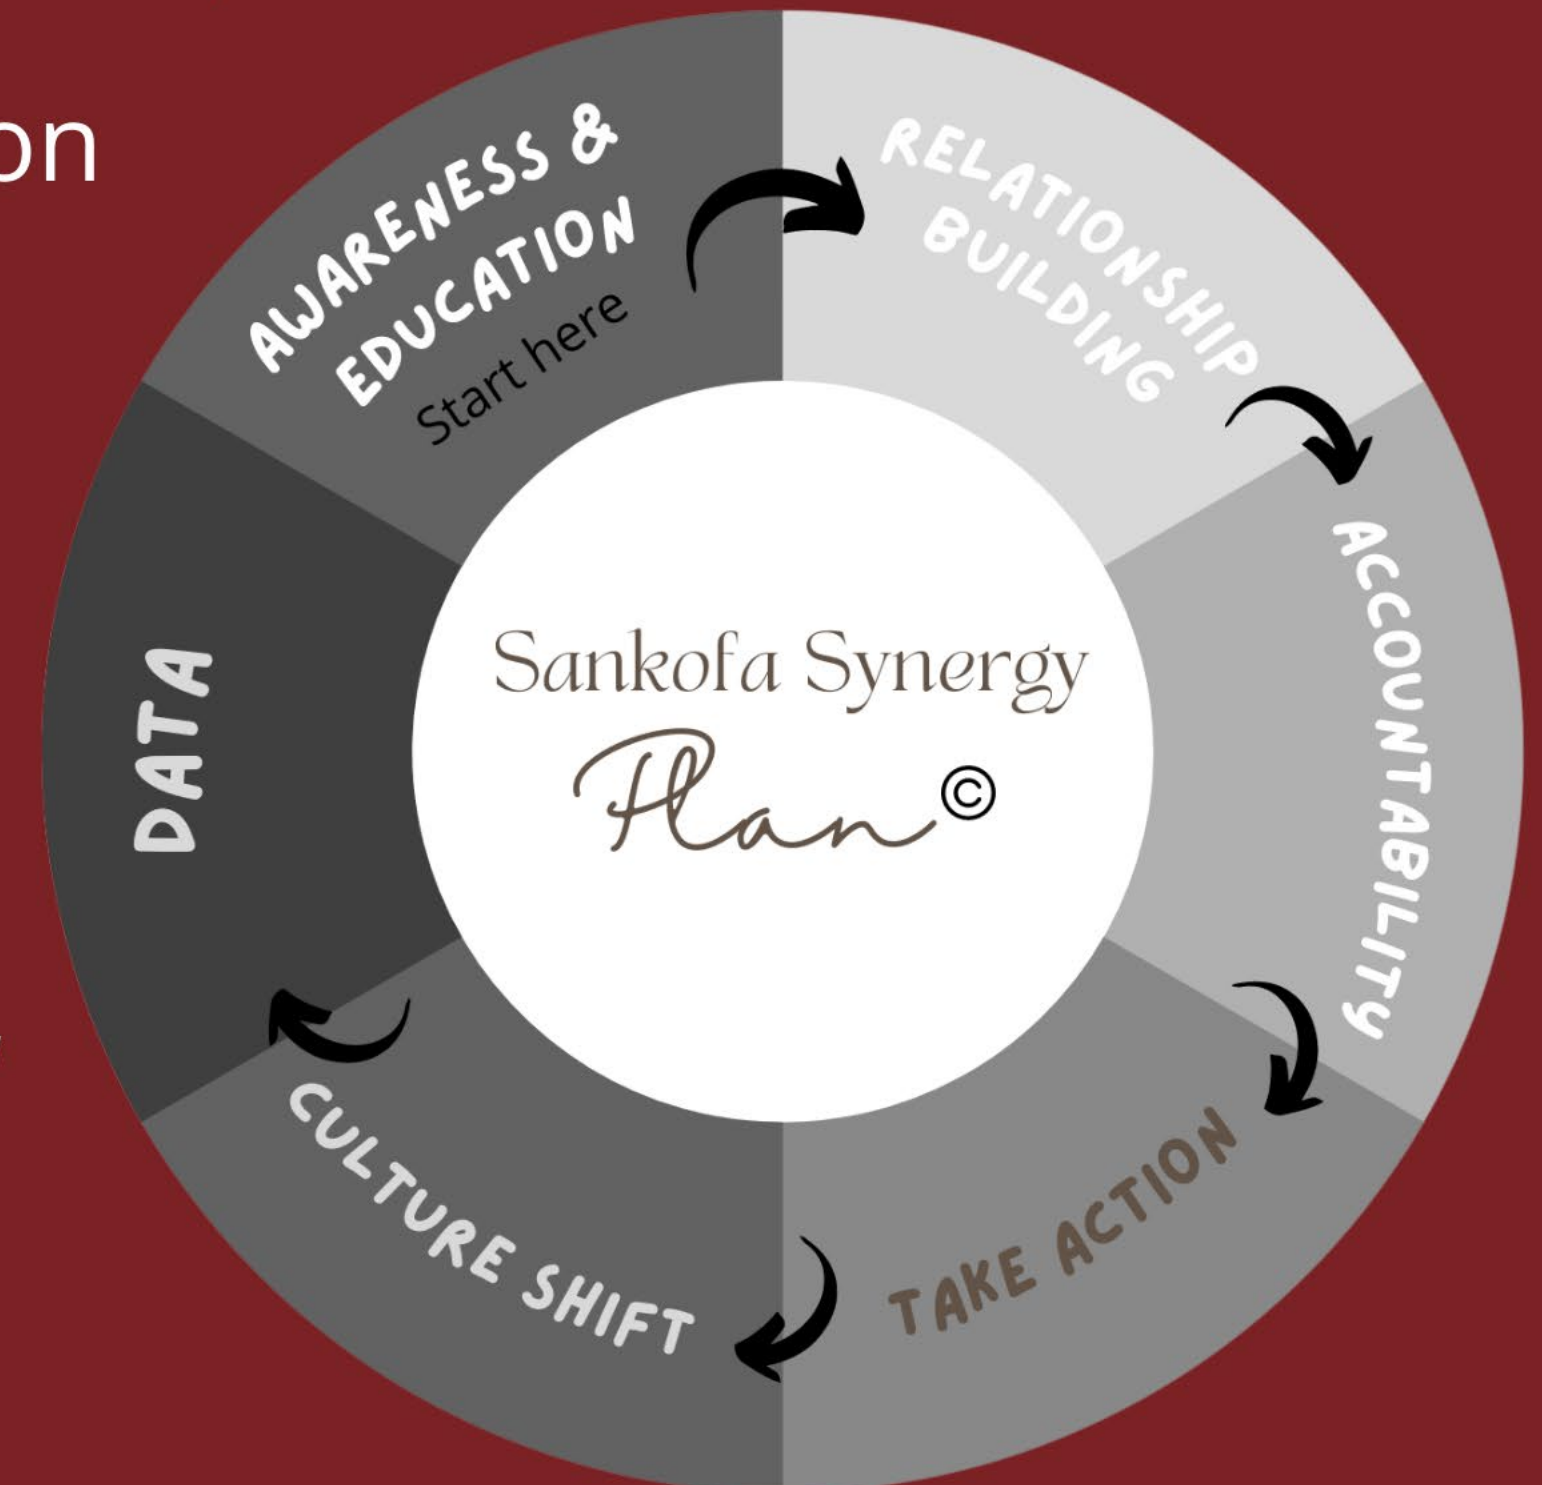 on
AWARENESS &
EDUCATION
Start here
RELATIONSHIP
BUILDING
ACCOUNTABILITY
TAKE ACTION
CULTURE SHIFT
DATA
Sankofa Synergy
Plan©